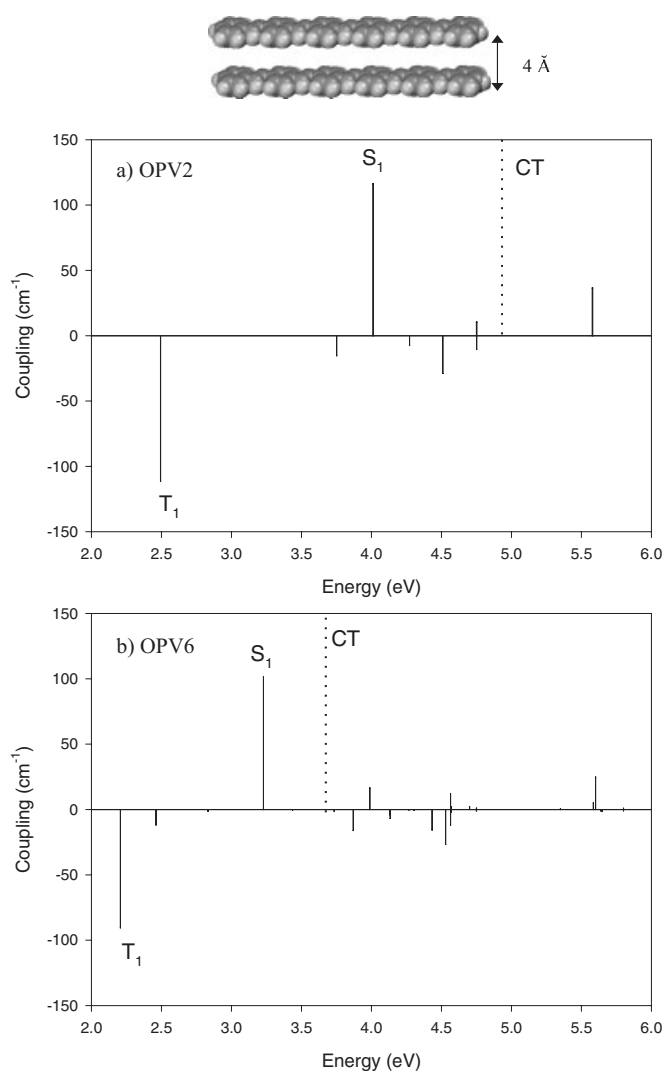 4 Å
150
a) OPV2
S1
CT
100
50
0
-50
-100
-150
T1
Coupling (cm-1)
2.0 2.5 3.0 3.5 4.0 4.5 5.0 5.5 6.0
Energy (eV)
150
b) OPV6
S1
CT
100
50
0
-50
-100
-150
T1
Coupling (cm-1)
2.0 2.5 3.0 3.5 4.0 4.5 5.0 5.5 6.0
Energy (eV)